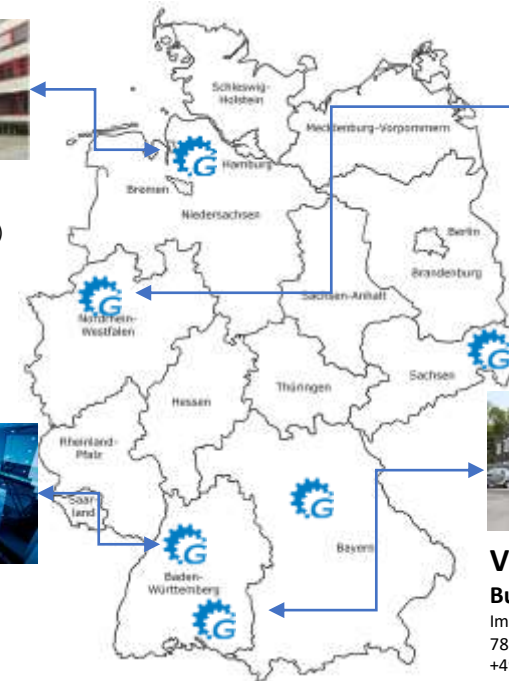 Schleswig-
Holstein
Mecklenburg-Vorpommern
Hamburg
Bremen
Niedersachsen
)
Berlin
Brandenburg
Sachsen-Anhalt
Nordrhein-
Westfalen
G
G
G
G
G
G
Sachsen
Thüringen
Hessen
Rheinland-
Pfalz
Saar-
land
Bayern
Baden-
Württemberg
V
Bu
Im
78
+4